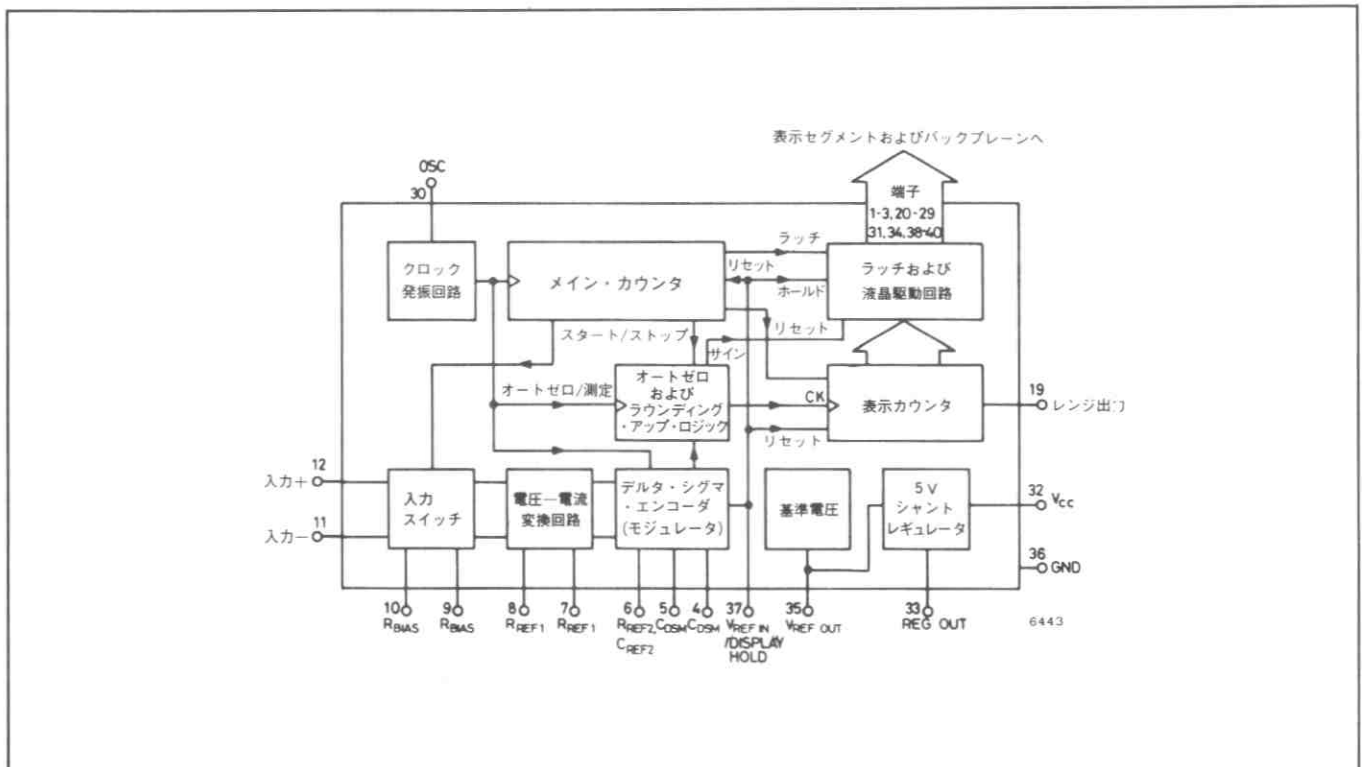 表示セグメントおよびバックプレーンへ
OSC
30
端子
1-3,20-29
31,34,38-40
クロック
発振回路
メイン・カウンタ
ラッチ
リセット
ホールド
ラッチおよび
液晶駆動回路
スタート/ストップ
リセット
サイン
オートゼロ/測定
オートゼロ
および
ラウンディング
・アップ・ロジック
CK
表示カウンタ
19
レンジ出力
リセット
12
入力+
11
入力-
入力
スイッチ
電圧―電流
変換回路
デルタ・シグマ
・エンコーダ
(モジュレータ)
基準電圧
5V
シャント
レギュレータ
32
VCC
36
GND
10
RBIAS
9
RBIAS
8
RREF1
7
RREF1
6
RREF2,
CREF2
5
CDSM
4
CDSM
37
VREF IN
/DISPLAY
HOLD
35
VREF OUT
33
REG OUT
6443